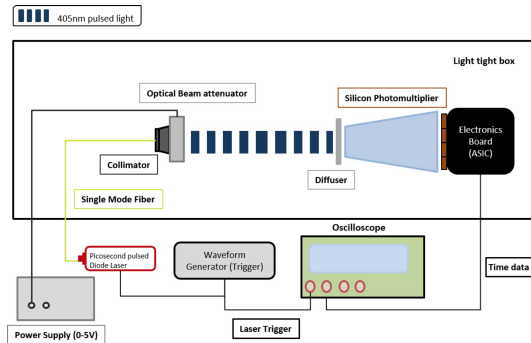 405nm pulsed light
Light tight box
Optical Beam attenuator
Silicon Photomultiplier
Electronics
Board
(ASIC)
Collimator
Diffuser
Single Mode Fiber
Oscilloscope
Picosecond pulsed
Diode Laser
Waveform
Generator (Trigger)
Time data
Laser Trigger
Power Supply (0-5V)